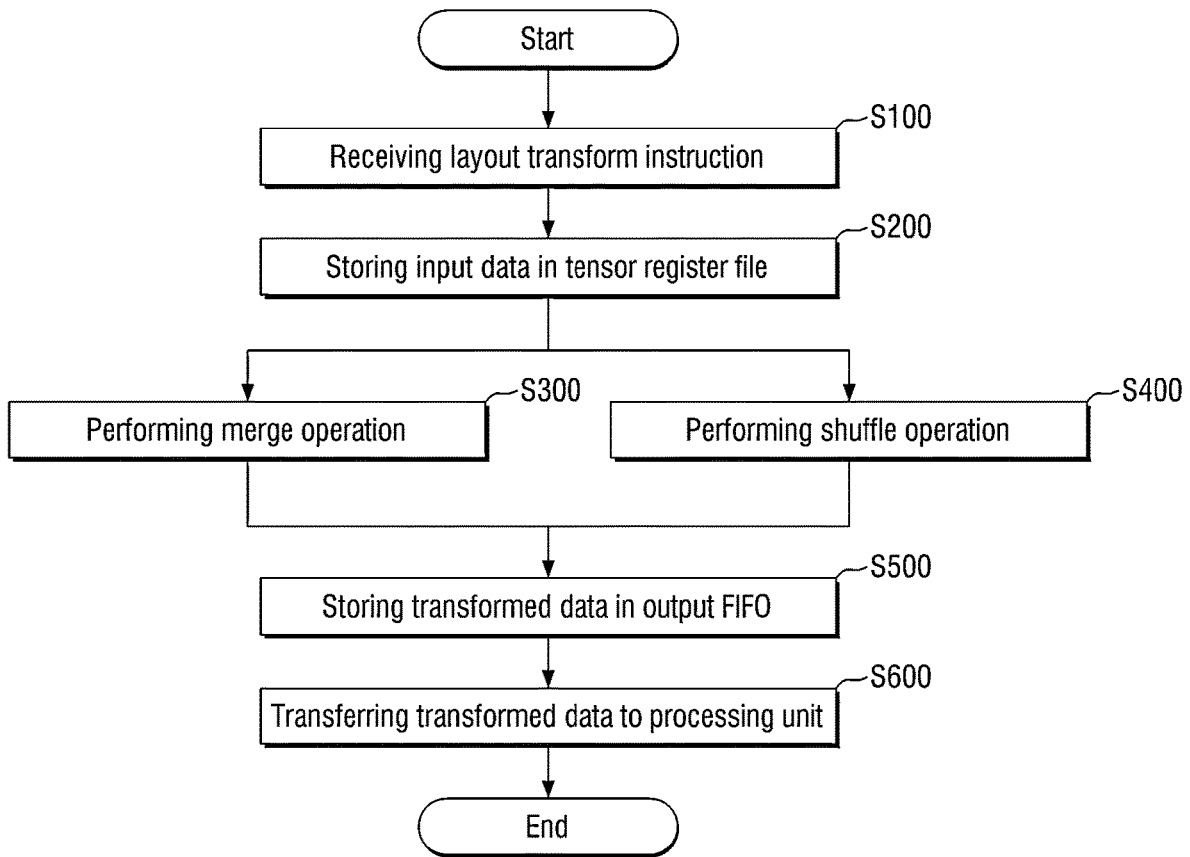 Start
S100
Receiving layout transform instruction
S200
Storing input data in tensor register file
S300
Performing merge operation
S400
Performing shuffle operation
S500
Storing transformed data in output FIFO
S600
Transferring transformed data to processing unit
End